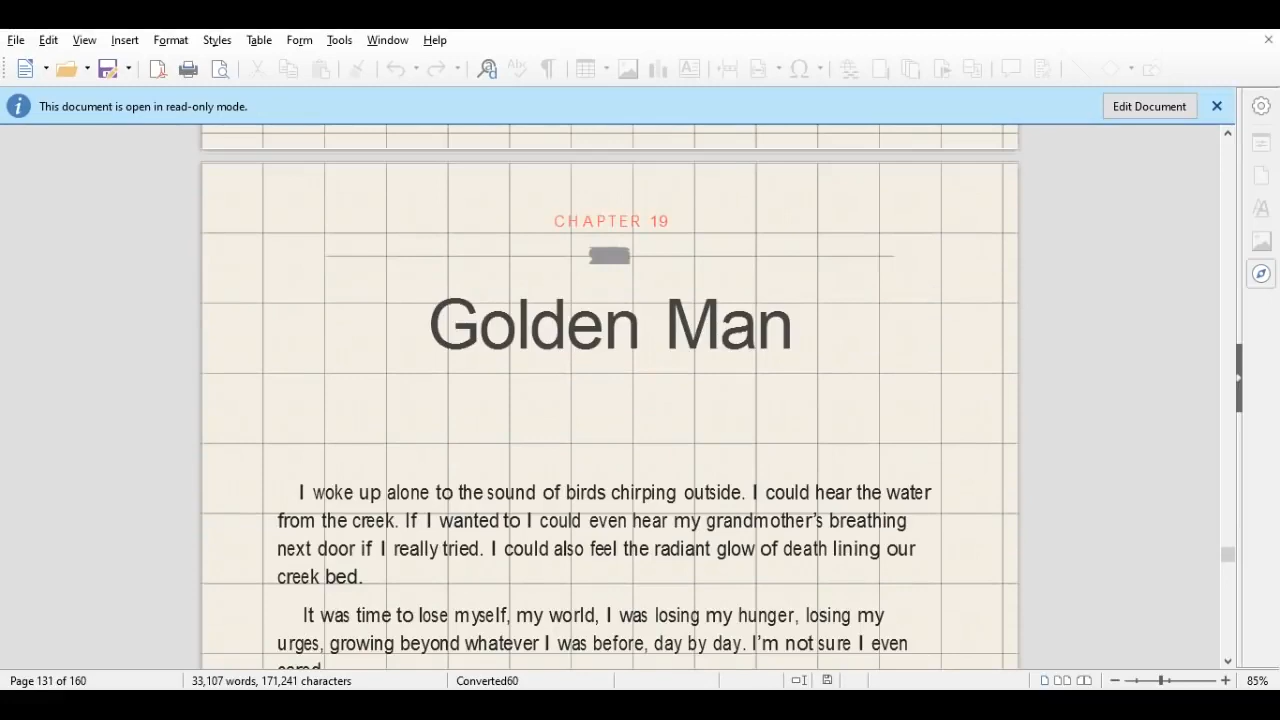 File Edit View Insert Format Styles Table Form Tools Window Help
This document is open in read-only mode.
Edit Document
CHAPTER 19
Golden Man
I woke up alone to the sound of birds chirping outside. I could hear the water
from the creek. If I wanted to I could even hear my grandmother’s breathing
next door if I really tried. I could also feel the radiant glow of death lining our
creek bed.
It was time to lose myself, my world, I was losing my hunger, losing my
urges, growing beyond whatever I was before, day by day. I’m not sure I even
Page 131 of 160
33,107 words, 171,241 characters
Converted60
85%